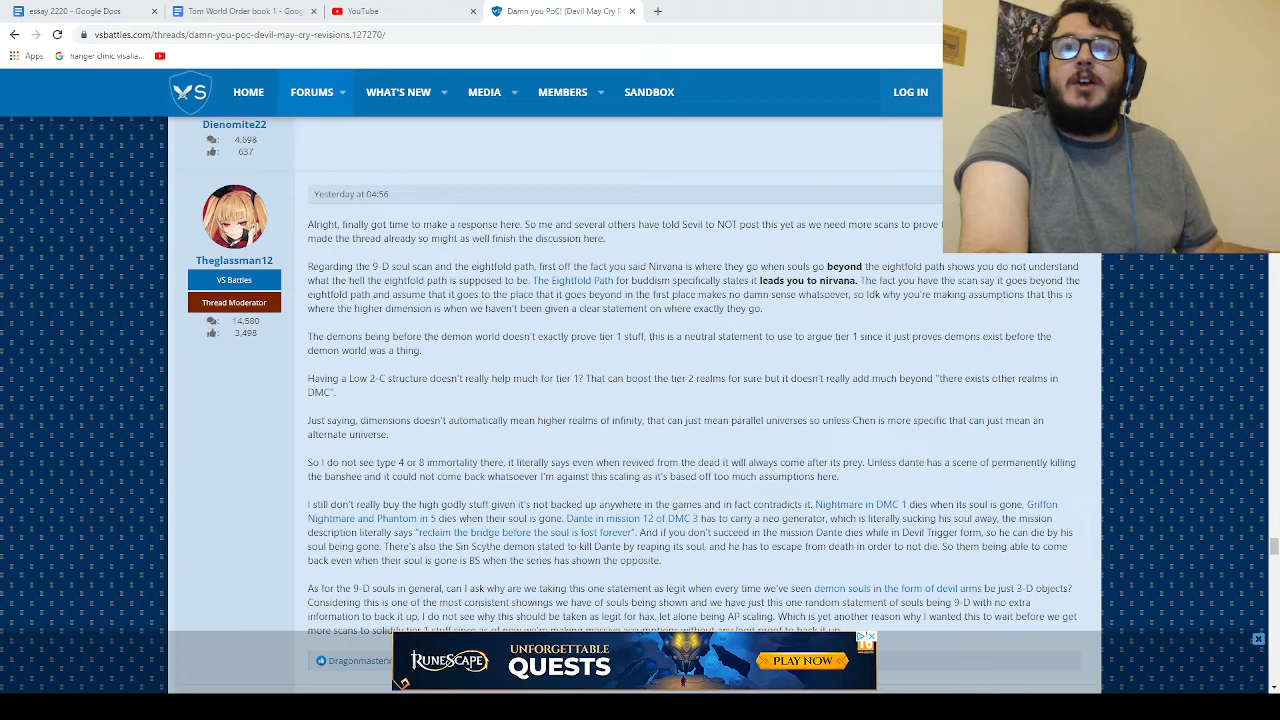 essay 2220 - Google Docs
Tom World Order book 1 - Goog
YouTube
Damn you PoC! (Devil May Cry R
vsbattles.com/threads/damn-you-poc-devil-may-cry-revisions.127270/
Apps
hanger clinic visalia...
VS
HOME
FORUMS
WHAT'S NEW
MEDIA
MEMBERS
SANDBOX
LOG IN
Dienomite22
4,698
637
Yesterday at 04:56
Theglassman12
VS Battles
Thread Moderator
14,580
3,498
Alright, finally got time to make a response here. So me and several others have told Sevil to NOT post this yet as we need more scans to prove
made the thread already so might as well finish the discussion here.
Regarding the 9-D soul scan and the eightfold path, first off the fact you said Nirvana is where they go when souls go beyond the eightfold path shows you do not understand
what the hell the eightfold path is supposed to be. The Eightfold Path for buddism specifically states it leads you to nirvana. The fact you have the scan say it goes beyond the
eightfold path and assume that it goes to the place that it goes beyond in the first place makes no damn sense whatsoever, so Idk why you're making assumptions that this is
where the higher dimension is when we haven't been given a clear statement on where exactly they go.
The demons being before the demon world doesn't exactly prove tier 1 stuff, this is a neutral statement to use to argue tier 1 since it just proves demons exist before the
demon world was a thing.
Having a Low 2-C structure doesn't really help much for tier 1? That can boost the tier 2 realms for sure but it doesn't really add much beyond "there exists other realms in
DMC".
Just saying, dimensions doesn't automatically mean higher realms of infinity, that can just mean parallel universes so unless Chen is more specific that can just mean an
alternate universe.
So I do not see type 4 or 8 immortality there, it literally says even when revived from the dead it will always come after its prey. Unless dante has a scene of permanently killing
the banshee and it could not come back whatsoever I'm against this scaling as it's based off too much assumptions here.
I still don't really buy the high godly stuff given it's not backed up anywhere in the games and in fact contradicts it. Nightmare in DMC 1 dies when its soul is gone, Griffon
Nightmare and Phantom in 5 dies when their soul is gone. Dante in mission 12 of DMC 3 has to carry a neo generator, which is literally sucking his soul away, the mission
description literally says "reclaim the bridge before the soul is lost forever". And if you don't succeed in the mission Dante dies while in Devil Trigger form, so he can die by his
soul being gone. There's also the Sin Scythe demon stated to kill Dante by reaping its soul, and he has to escape from death in order to not die. So them being able to come
back even when their soul is gone is BS when the series has shown the opposite.
As for the 9-D souls in general, gotta ask why are we taking this one statement as legit when every time we've seen demon souls in the form of devil arms be just 3-D objects?
Considering this is one of the most consistent showings we have of souls being shown and we have just this one random statement of souls being 9-D with no extra
information to back it up, I do not see why this should be taken as legit for hax, let alone being AP scaling. Which is yet another reason why I wanted this to wait before we get
Dragonmasterx
RUNESCAPE
UNFORGETTABLE
QUESTS
PLAY NOW